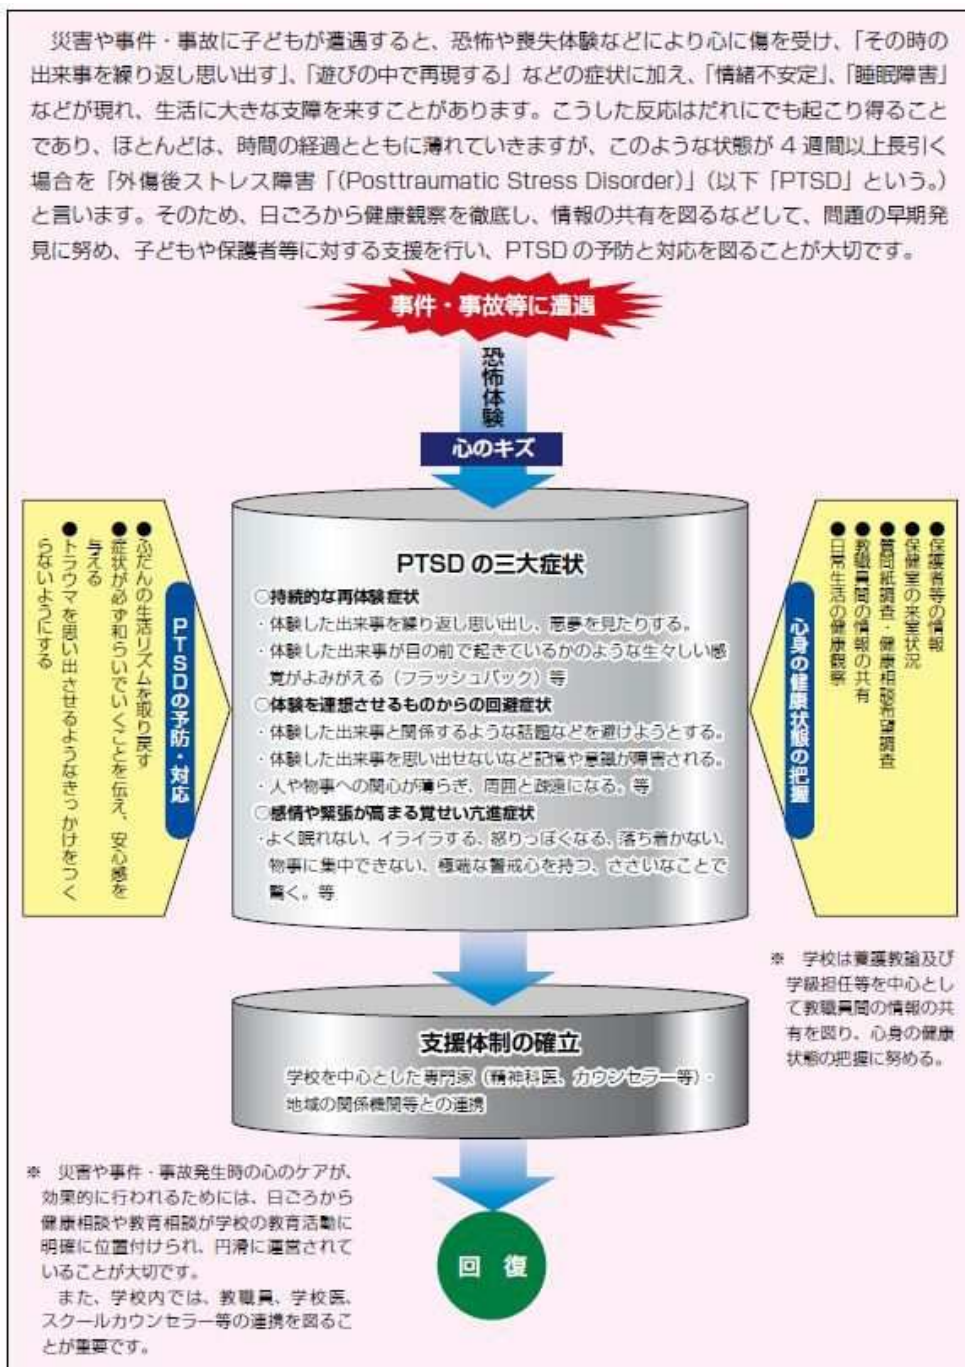 災害や事件・事故に子どもが遭遇すると、恐怖や喪失体験などにより心に傷を受け、「その時の
出来事を繰り返し思い出す」、「遊びの中で再現する」などの症状に加え、「情緒不安定」、「睡眠障害」
などが現れ、生活に大きな支障を来すことがあります。こうした反応はだれにでも起こり得ること
であり、ほとんどは、時間の経過とともに薄れていきますが、このような状態が 4 週間以上長引く
場合を「外傷後ストレス障害「(Posttraumatic Stress Disorder)」(以下「PTSD」という。)
と言います。そのため、日ごろから健康観察を徹底し、情報の共有を図るなどして、問題の早期発
見に努め、子どもや保護者等に対する支援を行い、PTSD の予防と対応を図ることが大切です。
事件・事故等に遭遇
恐怖体験
心のキズ
PTSD の三大症状
○持続的な再体験症状
・体験した出来事を繰り返し思い出し、悪夢を見たりする。
・体験した出来事が目の前で起きているかのような生々しい感
覚がよみがえる(フラッシュバック)等
○体験を連想させるものからの回避症状
・体験した出来事と関係するような話題などを避けようとする。
・体験した出来事を思い出せないなど記憶や意識が障害される。
・人や物事への関心が薄らぎ、周囲と疎遠になる。等
○感情や緊張が高まる覚せい亢進症状
・よく眠れない、イライラする、怒りっぽくなる、落ち着かない、
物事に集中できない、極端な警戒心を持つ、ささいなことで
驚く。等
PTSDの予防・対応
●ふだんの生活リズムを取り戻す
●症状が必ず和らいでいくことを伝え、安心感を
与える
●トラウマを思い出させるようなきっかけをつく
らないようにする
●保護者等の情報
●保健室の来室状況
●質問紙調査・健康相談希望調査
●教職員間の情報の共有
●日常生活の健康観察
心身の健康状態の把握
※ 学校は養護教諭及び
学級担任等を中心とし
て教職員間の情報の共
有を図り、心身の健康
状態の把握に努める。
支援体制の確立
学校を中心とした専門家(精神科医、カウンセラー等)・
地域の関係機関等との連携
※ 災害や事件・事故発生時の心のケアが、
効果的に行われるためには、日ごろから
健康相談や教育相談が学校の教育活動に
明確に位置付けられ、円滑に運営されて
いることが大切です。
また、学校内では、教職員、学校医、
スクールカウンセラー等の連携を図るこ
とが重要です。
回 復